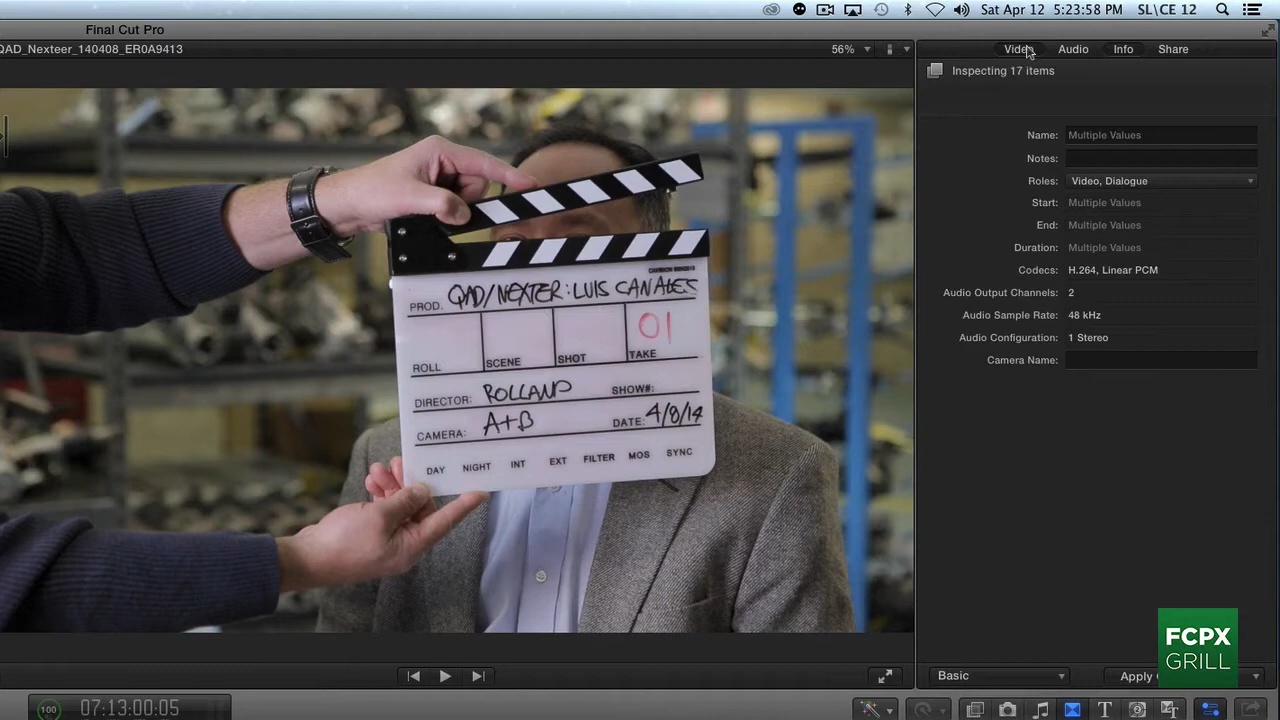 Sat Apr 12 5:23:58 PM SL\CE 12
Final Cut Pro
QAD_Nexteer_140408_ER0A9413
56%
Video Audio Info Share
Inspecting 17 items
Name: Multiple Values
Notes:
Roles: Video, Dialogue
Start: Multiple Values
End: Multiple Values
Duration: Multiple Values
Codecs: H.264, Linear PCM
Audio Output Channels: 2
Audio Sample Rate: 48 kHz
Audio Configuration: 1 Stereo
Camera Name:
PROD. QAD/NEXTER: LUIS CANALES
ROLL SCENE SHOT TAKE 01
DIRECTOR: ROLLAND SHOW#:
CAMERA: A+B DATE: 4/8/14
DAY NIGHT INT EXT FILTER MOS SYNC
Basic
Apply
FCPX
GRILL
100
07:13:00:05